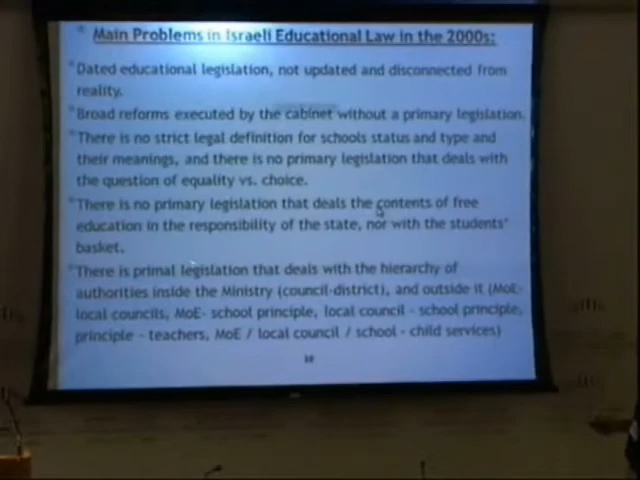 * Main Problems in Israeli Educational Law in the 2000s:
* Dated educational legislation, not updated and disconnected from
reality.
* Broad reforms executed by the cabinet without a primary legislation.
* There is no strict legal definition for schools status and type and
their meanings, and there is no primary legislation that deals with
the question of equality vs. choice.
* There is no primary legislation that deals the contents of free
education in the responsibility of the state, nor with the students'
basket.
* There is primal legislation that deals with the hierarchy of
authorities inside the Ministry (council-district), and outside it (MoE-
local councils, MoE- school principle, local council - school principle,
principle - teachers, MoE / local council / school - child services)